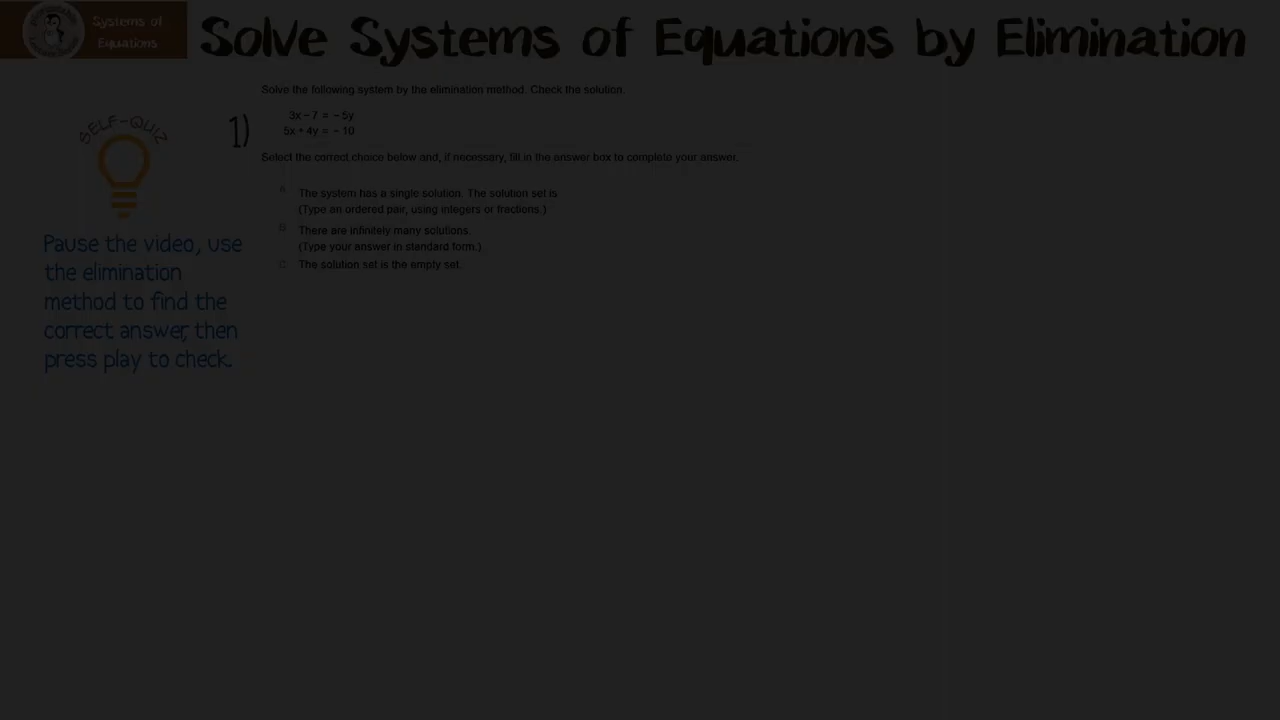 Systems of
Equations
Solve Systems of Equations by Elimination
Solve the following system by the elimination method. Check the solution.
1)
3x − 7 = − 5y
5x + 4y = − 10
Select the correct choice below and, if necessary, fill in the answer box to complete your answer.
A The system has a single solution. The solution set is
(Type an ordered pair, using integers or fractions.)
B There are infinitely many solutions.
(Type your answer in standard form.)
C The solution set is the empty set.
SELF-QUIZ
Pause the video, use
the elimination
method to find the
correct answer, then
press play to check.